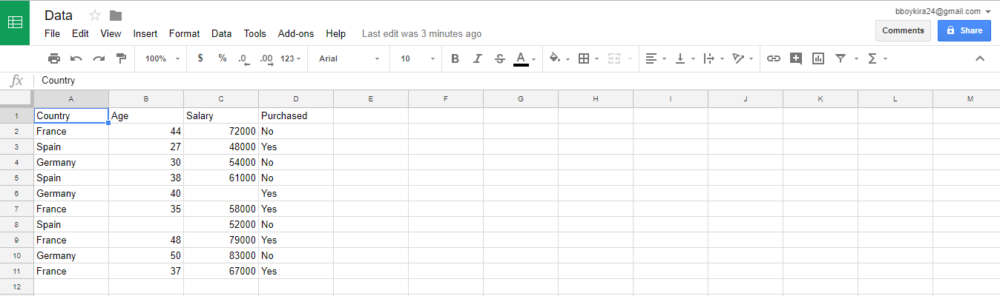 Data
bboykira24@gmail.com
File Edit View Insert Format Data Tools Add-ons Help Last edit was 3 minutes ago
Comments Share
100% $ % .0 .00 123 Arial 10 B I S A Σ
fx Country
A B C D E F G H I J K L M
1 Country Age Salary Purchased
2 France 44 72000 No
3 Spain 27 48000 Yes
4 Germany 30 54000 No
5 Spain 38 61000 No
6 Germany 40 Yes
7 France 35 58000 Yes
8 Spain 52000 No
9 France 48 79000 Yes
10 Germany 50 83000 No
11 France 37 67000 Yes
12